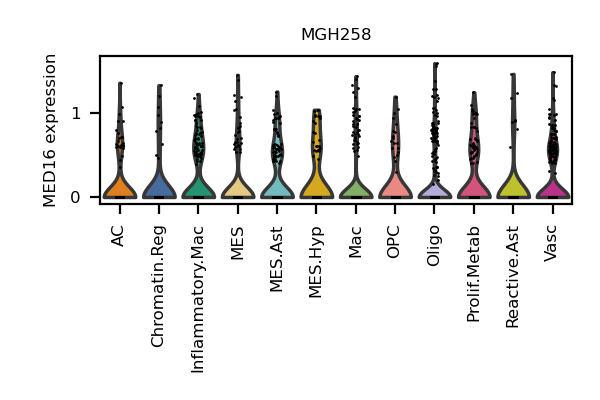 MGH258
MED16 expression
1
0
AC
Chromatin.Reg
Inflammatory.Mac
MES
MES.Ast
MES.Hyp
Mac
OPC
Oligo
Prolif.Metab
Reactive.Ast
Vasc